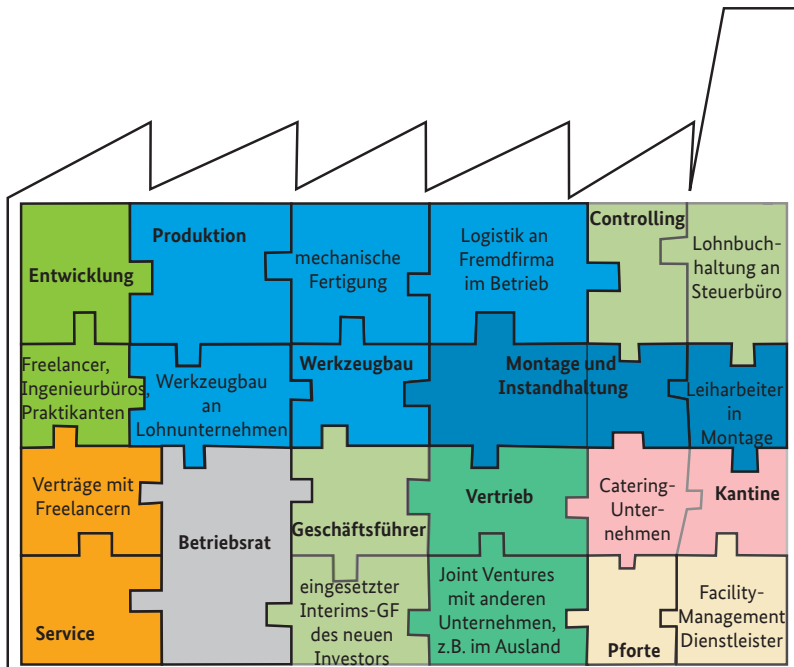 Entwicklung
Produktion
mechanische
Fertigung
Logistik an
Fremdfirma
im Betrieb
Controlling
Lohnbuch-
haltung an
Steuerbüro
Freelancer,
Ingenieurbüros,
Praktikanten
Werkzeugbau
an
Lohnunternehmen
Werkzeugbau
Montage und
Instandhaltung
Leiharbeiter
in
Montage
Verträge mit
Freelancern
Betriebsrat
Geschäftsführer
Vertrieb
Catering-
Unter-
nehmen
Kantine
Service
eingesetzter
Interims-GF
des neuen
Investors
Joint Ventures
mit anderen
Unternehmen,
z.B. im Ausland
Pforte
Facility-
Management
Dienstleister